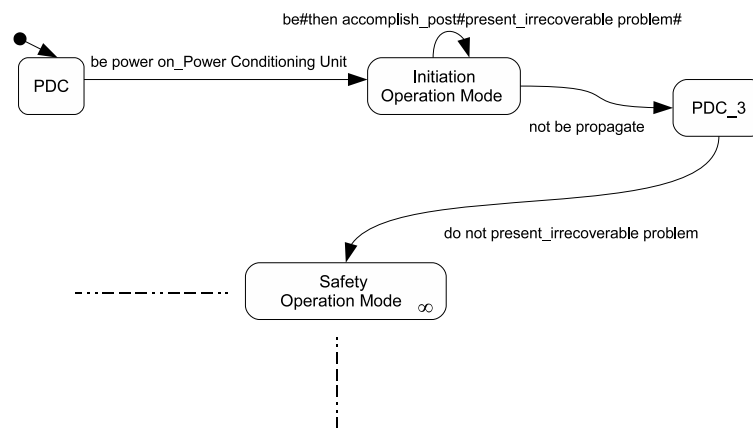 be#then accomplish_post#present_irrecoverable problem#
be power on_Power Conditioning Unit
PDC
Initiation
Operation Mode
PDC_3
not be propagate
do not present_irrecoverable problem
Safety
Operation Mode
∞